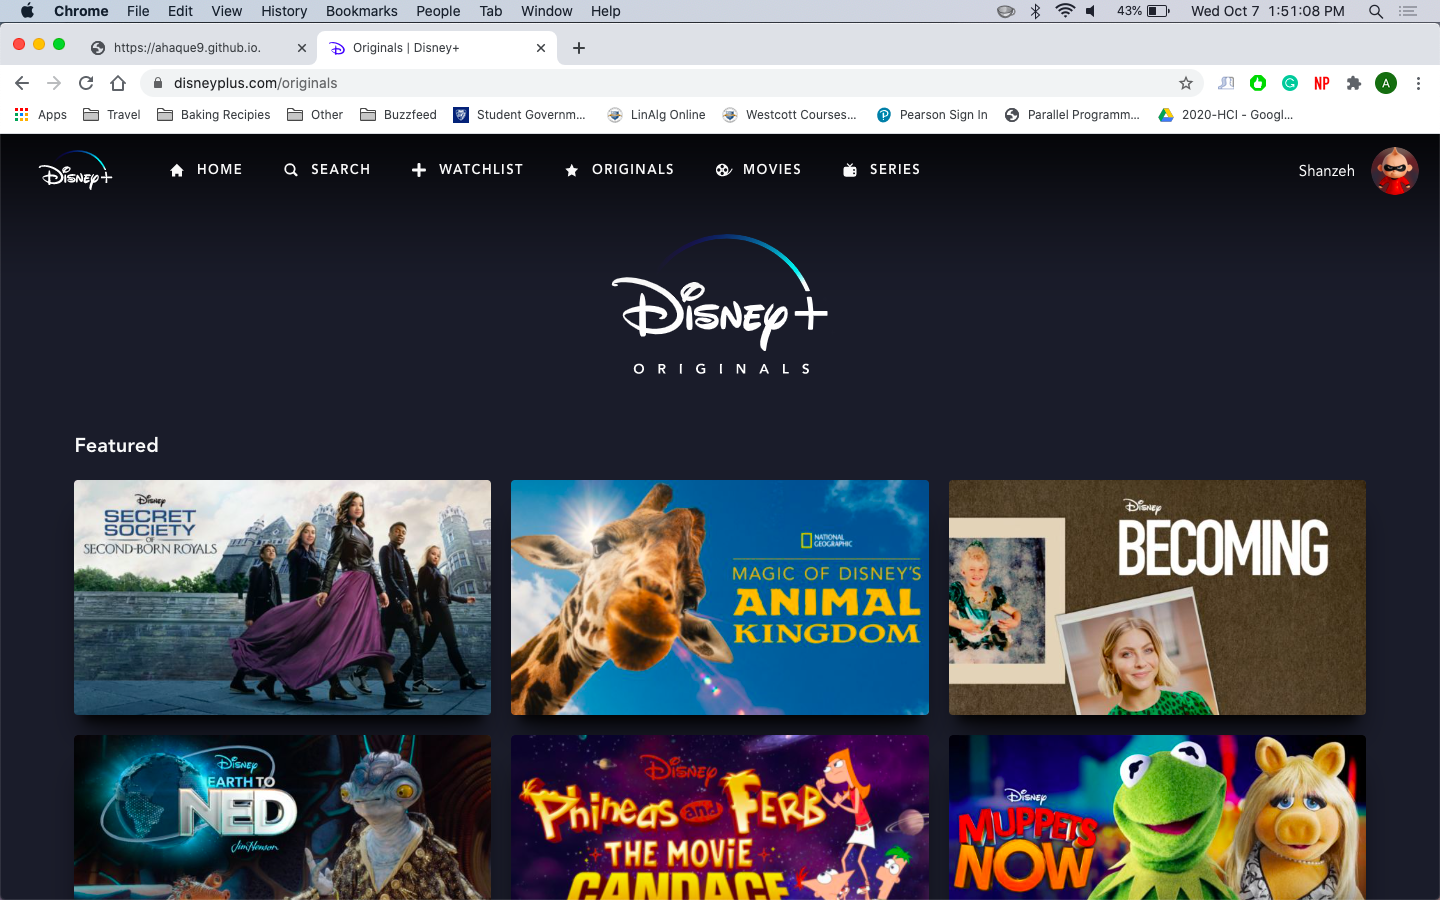 Chrome File Edit View History Bookmarks People Tab Window Help 43% Wed Oct 7 1:51:08 PM
https://ahaque9.github.io. Originals | Disney+
disneyplus.com/originals NP A
Apps Travel Baking Recipies Other Buzzfeed Student Governm... LinAlg Online Westcott Courses... Pearson Sign In Parallel Programm... 2020-HCI - Googl...
Disney+ HOME SEARCH WATCHLIST ORIGINALS MOVIES SERIES Shanzeh
Disney+
ORIGINALS
Featured
Disney
SECRET
SOCIETY
OF
SECOND-BORN ROYALS
NATIONAL
GEOGRAPHIC
MAGIC OF DISNEY'S
ANIMAL
KINGDOM
Disney
BECOMING
Disney
EARTH TO
NED
Jim Henson
Disney
Phineas and Ferb
THE MOVIE
CANDACE
Disney
MUPPETS
NOW